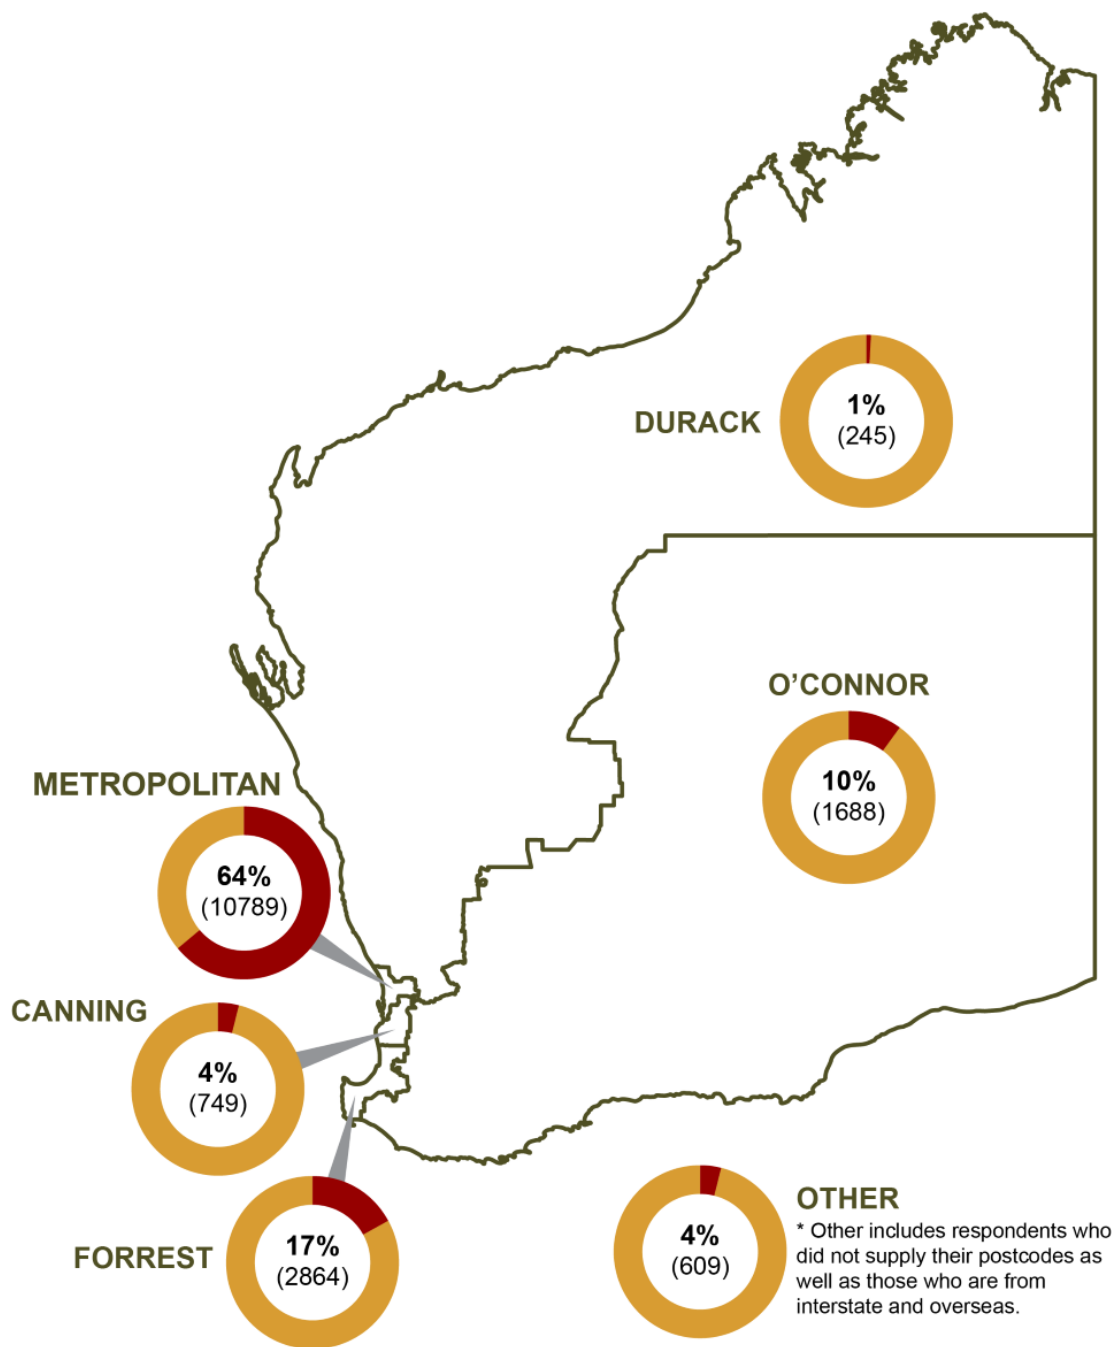 DURACK
1%
(245)
O’CONNOR
10%
(1688)
METROPOLITAN
64%
(10789)
CANNING
4%
(749)
FORREST
17%
(2864)
4%
(609)
OTHER
* Other includes respondents who
did not supply their postcodes as
well as those who are from
interstate and overseas.